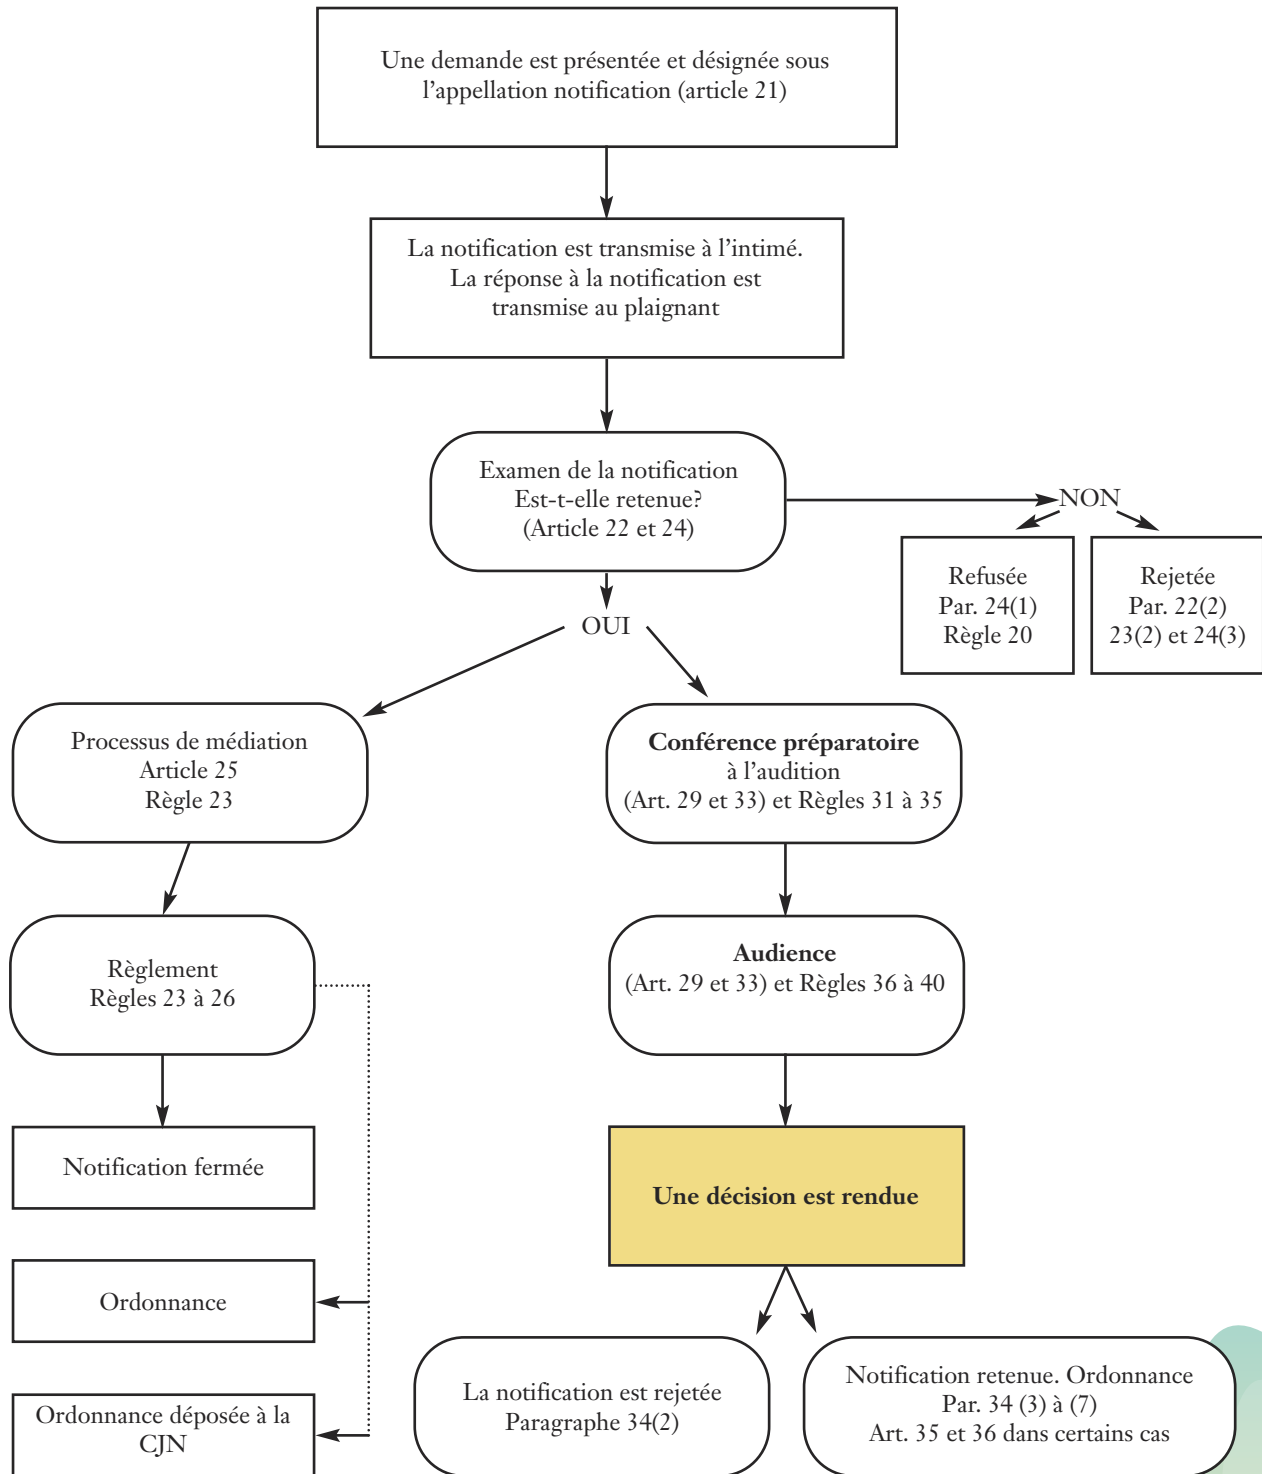 Une demande est présentée et désignée sous
l'appellation notification (article 21)
La notification est transmise à l'intimé.
La réponse à la notification est
transmise au plaignant
Examen de la notification
Est-t-elle retenue?
(Article 22 et 24)
NON
Refusée
Par. 24(1)
Règle 20
Rejetée
Par. 22(2)
23(2) et 24(3)
OUI
Processus de médiation
Article 25
Règle 23
Conférence préparatoire
à l'audition
(Art. 29 et 33) et Règles 31 à 35
Règlement
Règles 23 à 26
Audience
(Art. 29 et 33) et Règles 36 à 40
Notification fermée
Une décision est rendue
Ordonnance
Ordonnance déposée à la
CJN
La notification est rejetée
Paragraphe 34(2)
Notification retenue. Ordonnance
Par. 34 (3) à (7)
Art. 35 et 36 dans certains cas